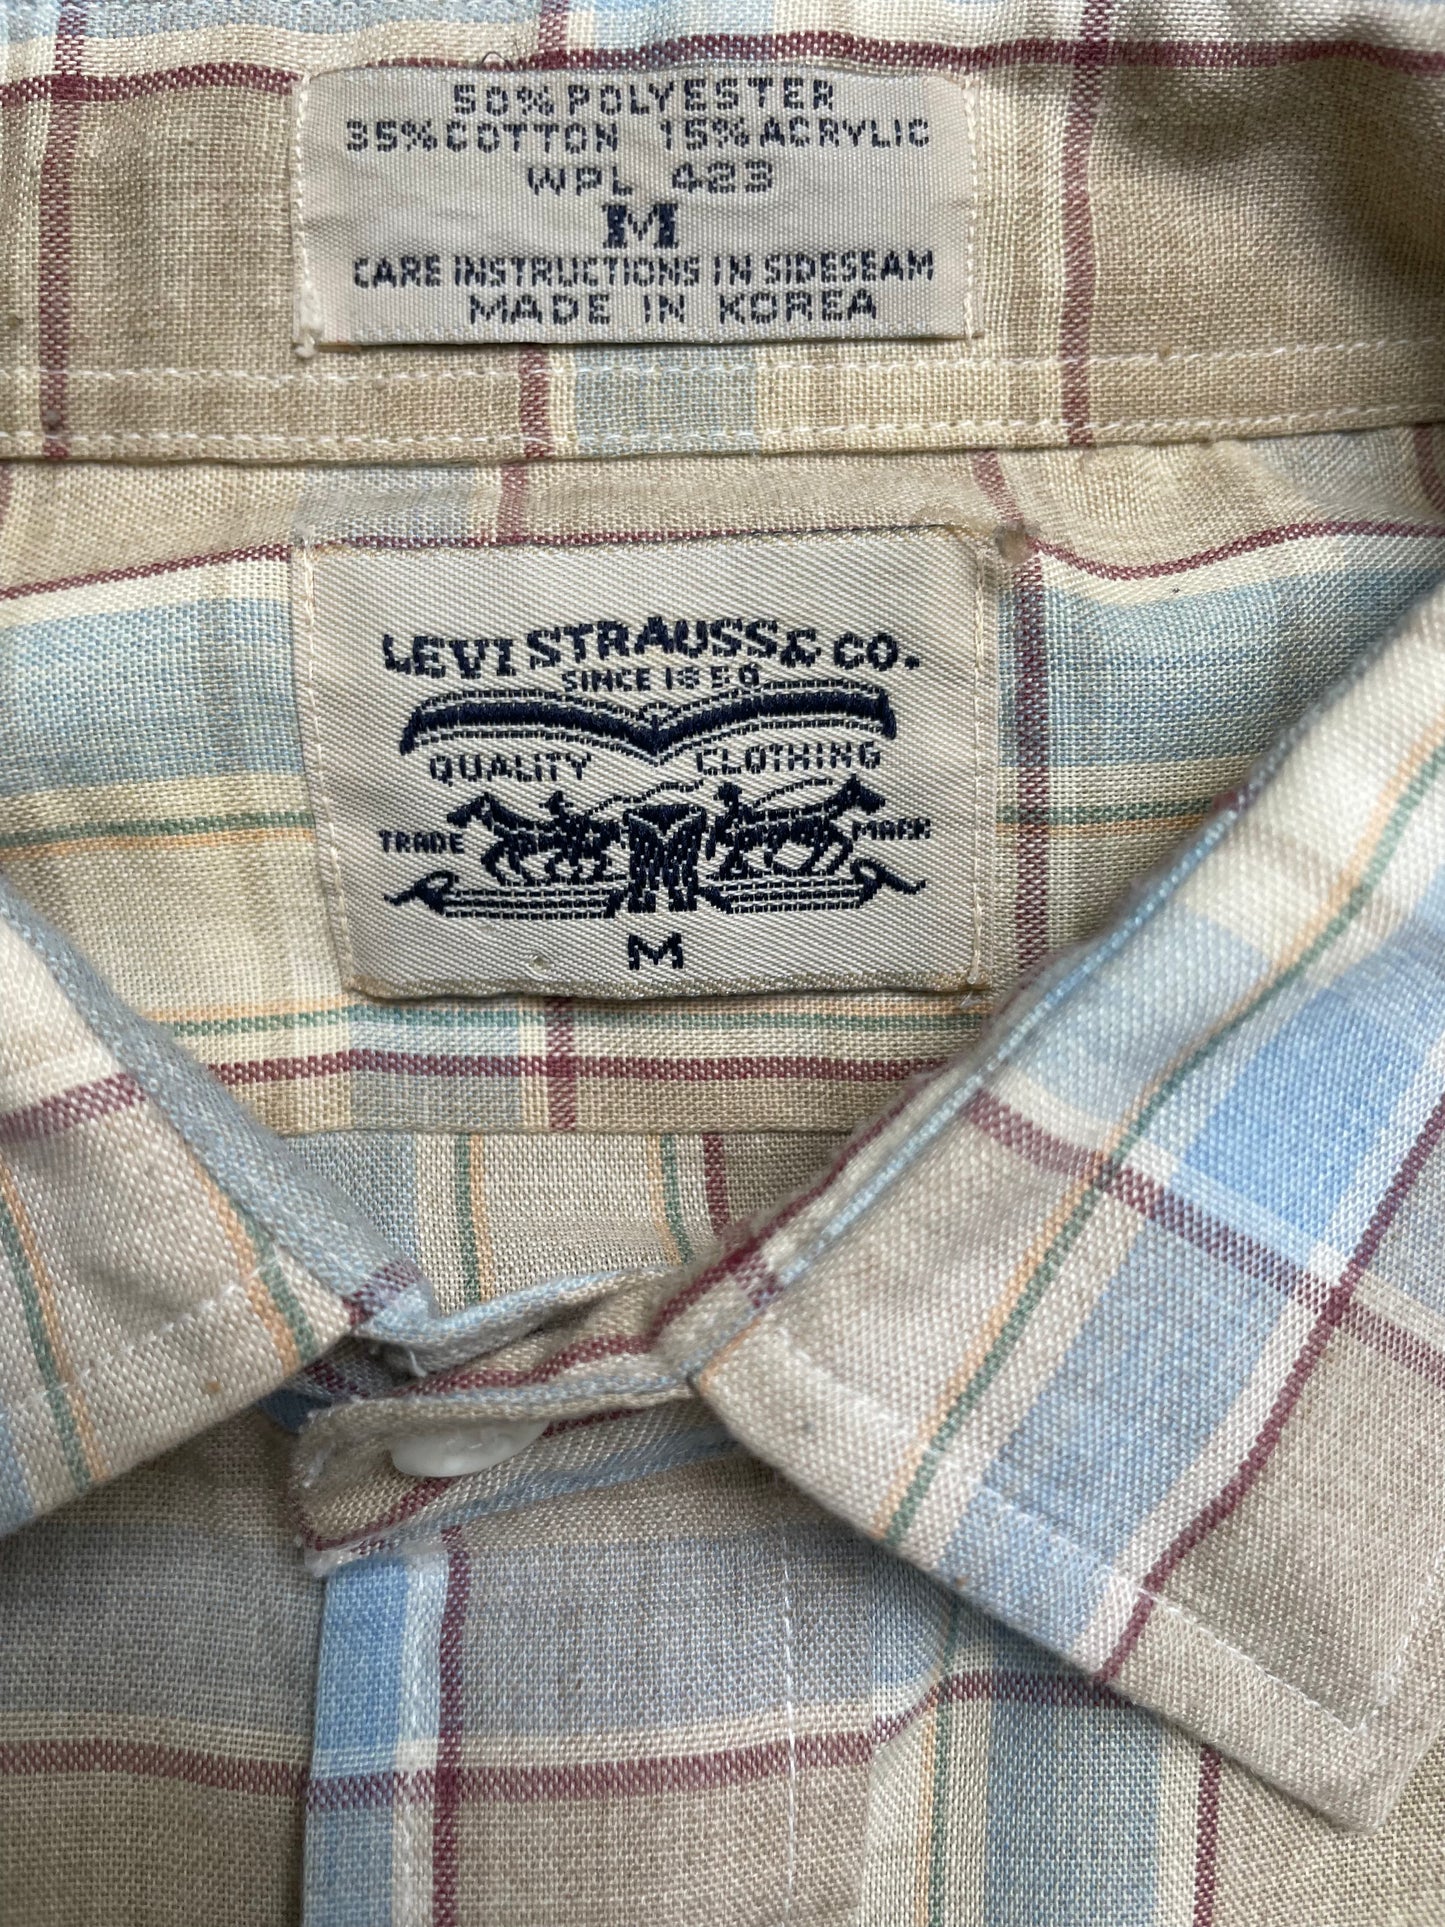 50% POLYESTER
35% COTTON 15% ACRYLIC
WPL 423
M
CARE INSTRUCTIONS IN SIDESEAM
MADE IN KOREA
LEVI STRAUSS & CO.
SINCE 1850
QUALITY CLOTHING
TRADE MARK
M